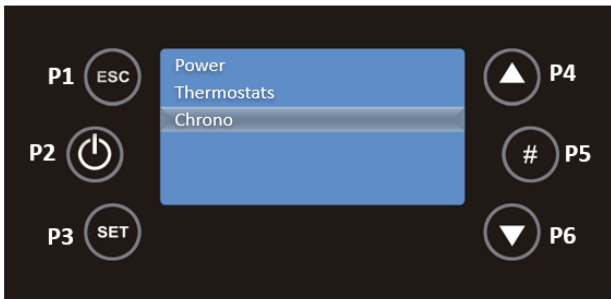 P1 ESC
P2
P3 SET
Power
Thermostats
Chrono
P4
# P5
P6